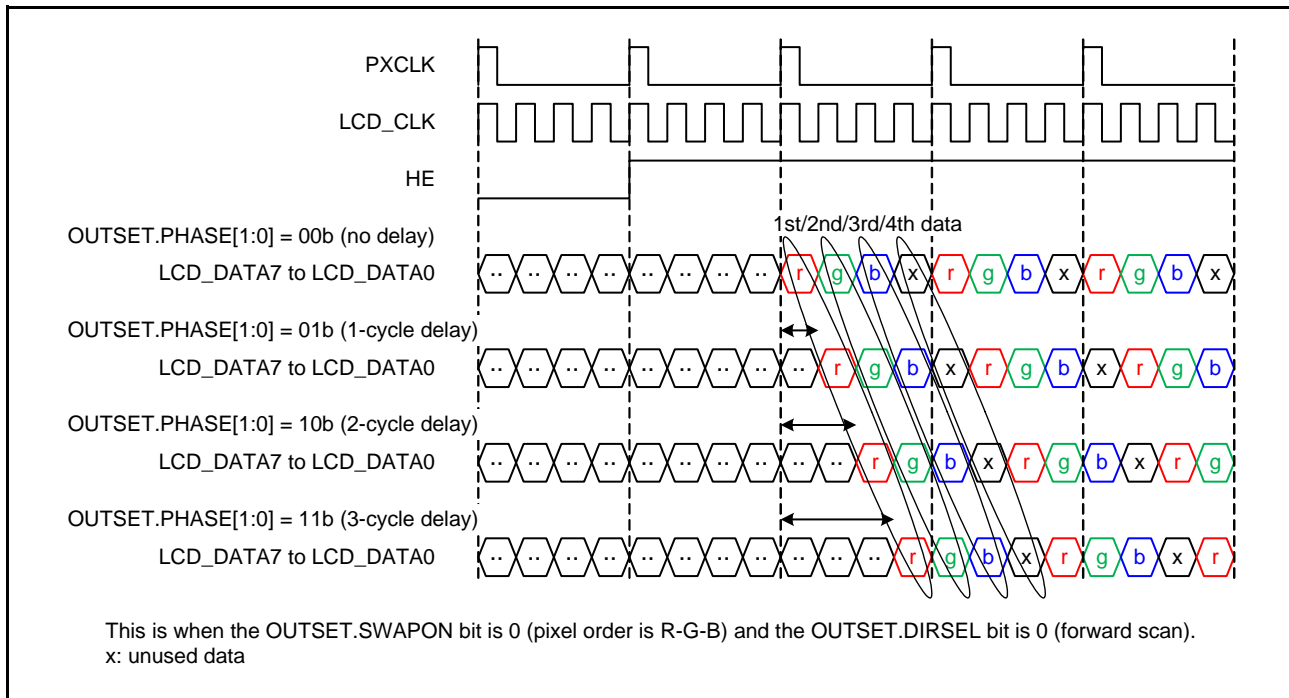 PXCLK
LCD_CLK
HE
1st/2nd/3rd/4th data
OUTSET.PHASE[1:0] = 00b (no delay)
LCD_DATA7 to LCD_DATA0
·· ·· ·· ·· ·· ·· ·· ·· r g b x r g b x r g b x
OUTSET.PHASE[1:0] = 01b (1-cycle delay)
LCD_DATA7 to LCD_DATA0
·· ·· ·· ·· ·· ·· ·· ·· ·· r g b x r g b x r g b
OUTSET.PHASE[1:0] = 10b (2-cycle delay)
LCD_DATA7 to LCD_DATA0
·· ·· ·· ·· ·· ·· ·· ·· ·· ·· r g b x r g b x r g
OUTSET.PHASE[1:0] = 11b (3-cycle delay)
LCD_DATA7 to LCD_DATA0
·· ·· ·· ·· ·· ·· ·· ·· ·· ·· ·· r g b x r g b x r
This is when the OUTSET.SWAPON bit is 0 (pixel order is R-G-B) and the OUTSET.DIRSEL bit is 0 (forward scan).
x: unused data